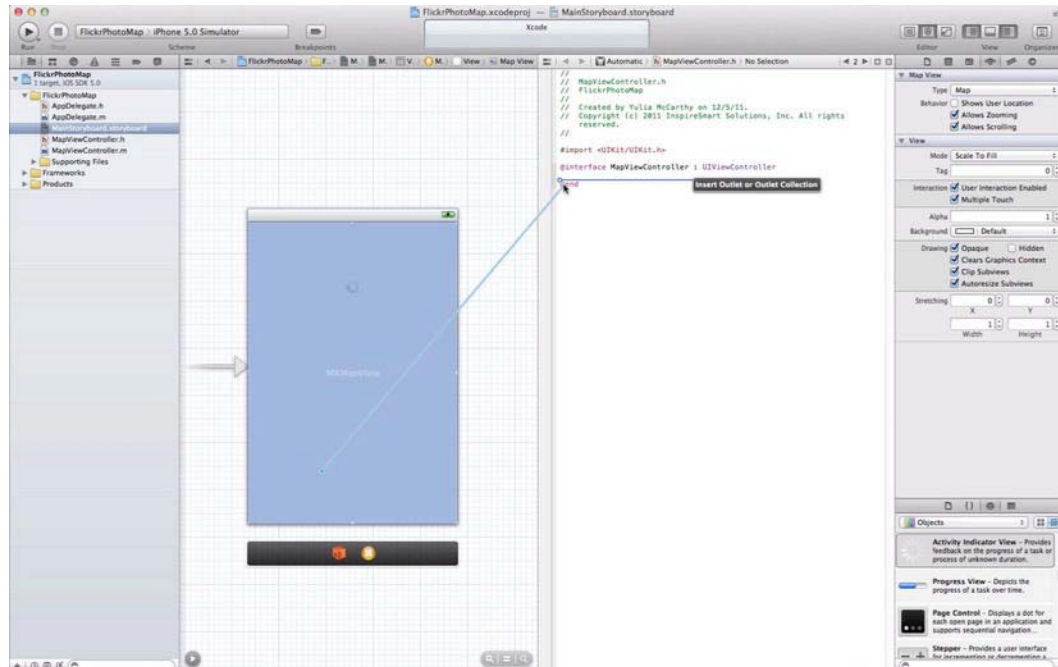 FlickrPhotoMap.xcodeproj — MainStoryboard.storyboard
FlickrPhotoMap › iPhone 5.0 Simulator
Xcode
Run Stop Scheme Breakpoints Editor View Organizer
FlickrPhotoMap F... M. M. V. M. View Map View Automatic MapViewController.h No Selection 2
FlickrPhotoMap
1 target, iOS SDK 5.0
FlickrPhotoMap
AppDelegate.h
AppDelegate.m
MainStoryboard.storyboard
MapViewController.h
MapViewController.m
Supporting Files
Frameworks
Products
MKMapView
//
// MapViewController.h
// FlickrPhotoMap
//
// Created by Yulia McCarthy on 12/5/11.
// Copyright (c) 2011 InspireSmart Solutions, Inc. All rights
reserved.
//
#import <UIKit/UIKit.h>
@interface MapViewController : UIViewController
@end
Insert Outlet or Outlet Collection
Map View
Type Map
Behavior Shows User Location
Allows Zooming
Allows Scrolling
View
Mode Scale To Fill
Tag 0
Interaction User Interaction Enabled
Multiple Touch
Alpha 1
Background Default
Drawing Opaque Hidden
Clears Graphics Context
Clip Subviews
Autoresize Subviews
Stretching 0 0
X Y
1 1
Width Height
Objects
Activity Indicator View – Provides
feedback on the progress of a task or
process of unknown duration.
Progress View – Depicts the
progress of a task over time.
Page Control – Displays a dot for
each open page in an application and
supports sequential navigation...
Stepper – Provides a user interface
for incrementing or decrementing a